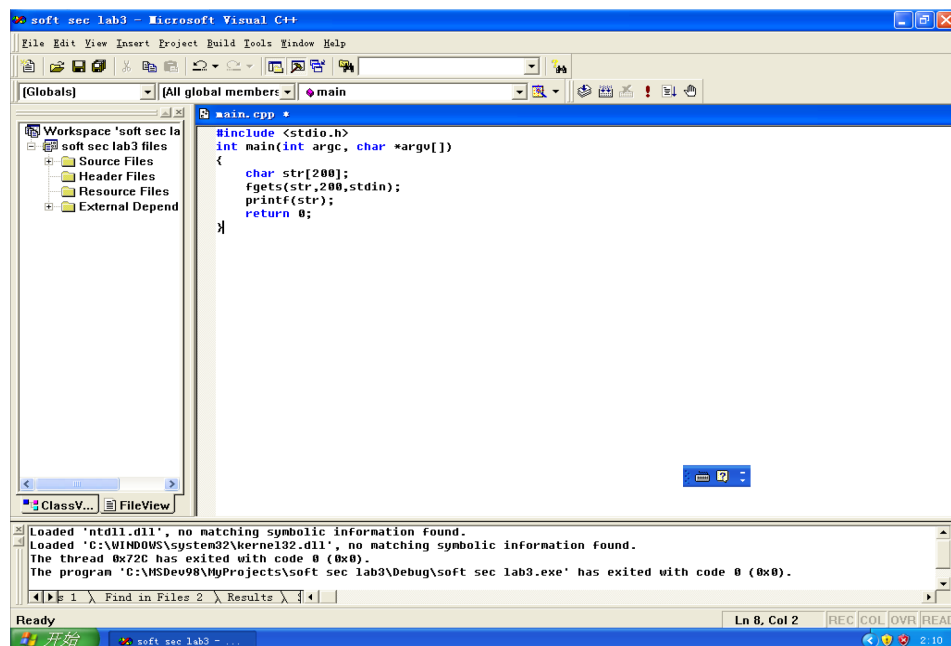 soft sec lab3 - Microsoft Visual C++
File Edit View Insert Project Build Tools Window Help
(Globals) (All global members main
Workspace 'soft sec la
soft sec lab3 files
Source Files
Header Files
Resource Files
External Depend
ClassV... FileView
main.cpp *
#include <stdio.h>
int main(int argc, char *argv[])
{
char str[200];
fgets(str,200,stdin);
printf(str);
return 0;
}
Loaded 'ntdll.dll', no matching symbolic information found.
Loaded 'C:\WINDOWS\system32\kernel32.dll', no matching symbolic information found.
The thread 0x72C has exited with code 0 (0x0).
The program 'C:\MSDev98\MyProjects\soft sec lab3\Debug\soft sec lab3.exe' has exited with code 0 (0x0).
s 1 Find in Files 2 Results
Ready Ln 8, Col 2 REC COL OVR READ
开始 soft sec lab3 - ... 2:10